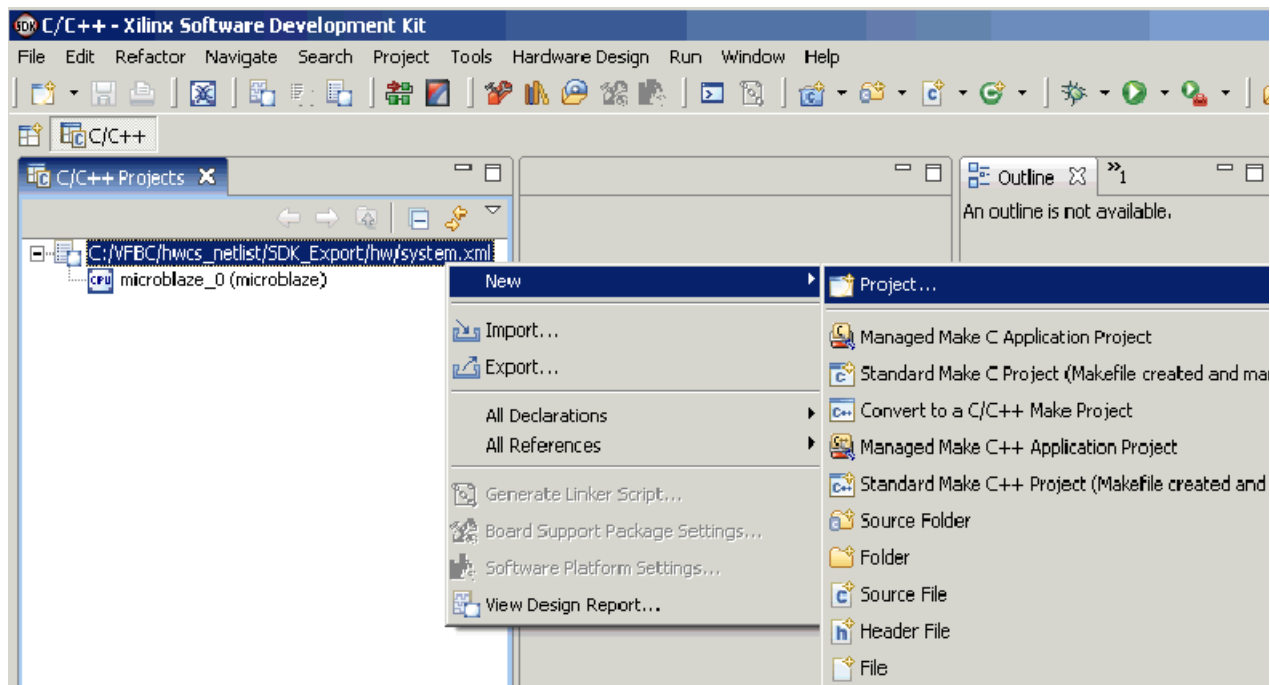 SDK C/C++ - Xilinx Software Development Kit
File Edit Refactor Navigate Search Project Tools Hardware Design Run Window Help
C/C++
C/C++ Projects
Outline
1
An outline is not available.
C:/VFBC/hwcs_netlist/SDK_Export/hw/system.xml
CPU microblaze_0 (microblaze)
New
Import...
Export...
All Declarations
All References
Generate Linker Script...
Board Support Package Settings...
Software Platform Settings...
View Design Report...
Project...
Managed Make C Application Project
Standard Make C Project (Makefile created and ma
Convert to a C/C++ Make Project
Managed Make C++ Application Project
Standard Make C++ Project (Makefile created and
Source Folder
Folder
Source File
Header File
File